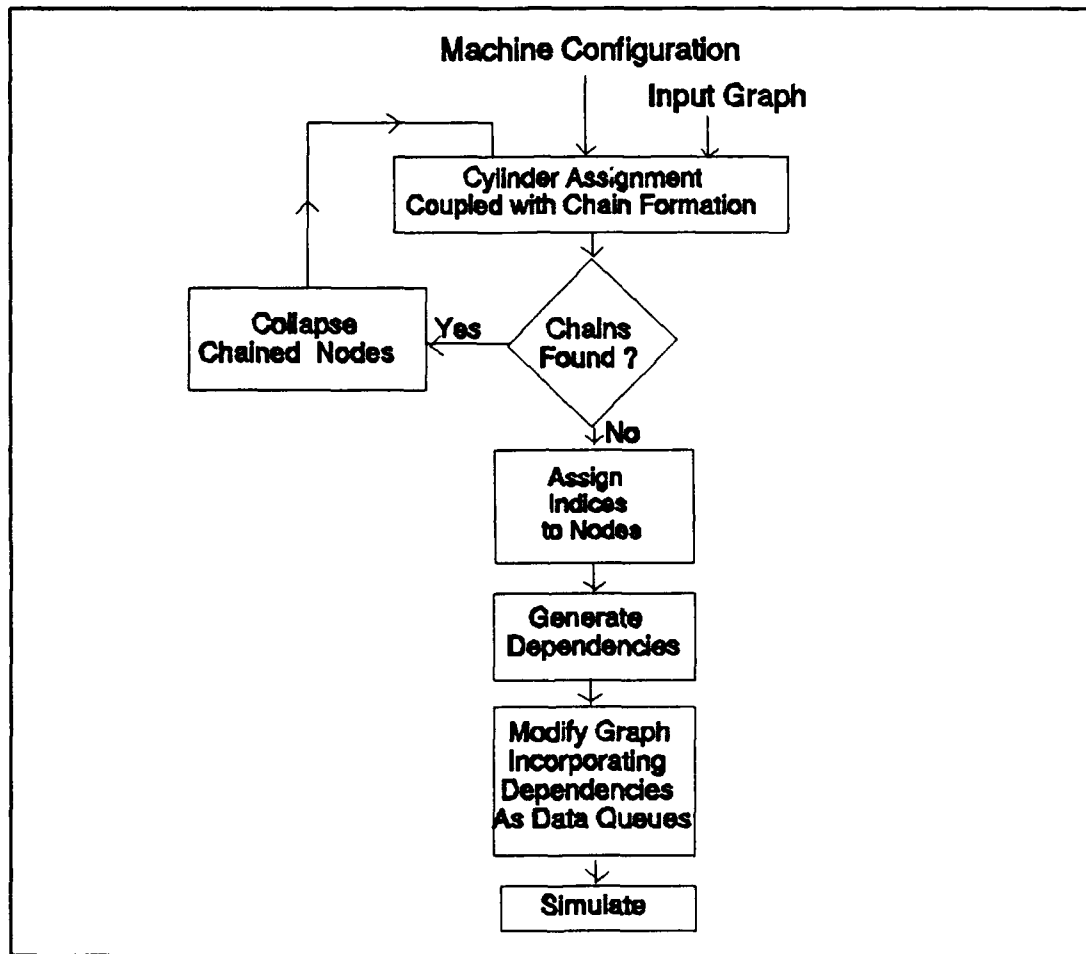 Machine Configuration
Input Graph
Cylinder Assignment
Coupled with Chain Formation
Collapse
Chained Nodes
Yes
Chains
Found ?
No
Assign
Indices
to Nodes
Generate
Dependencies
Modify Graph
Incorporating
Dependencies
As Data Queues
Simulate